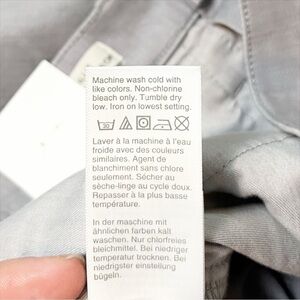 Machine wash cold with
like colors. Non-chlorine
bleach only. Tumble dry
low. Iron on lowest setting.
30
Laver à la machine à l'eau
froide avec des couleurs
similaires. Agent de
blanchiment sans chlore
seulement. Sécher au
sèche-linge au cycle doux.
Repasser à la plus basse
température.
In der maschine mit
ähnlichen farben kalt
waschen. Nur chlorfreies
bleichmittel. Bei niedriger
temperatur trocknen. Bei
niedrigster einstellung
bügeln.